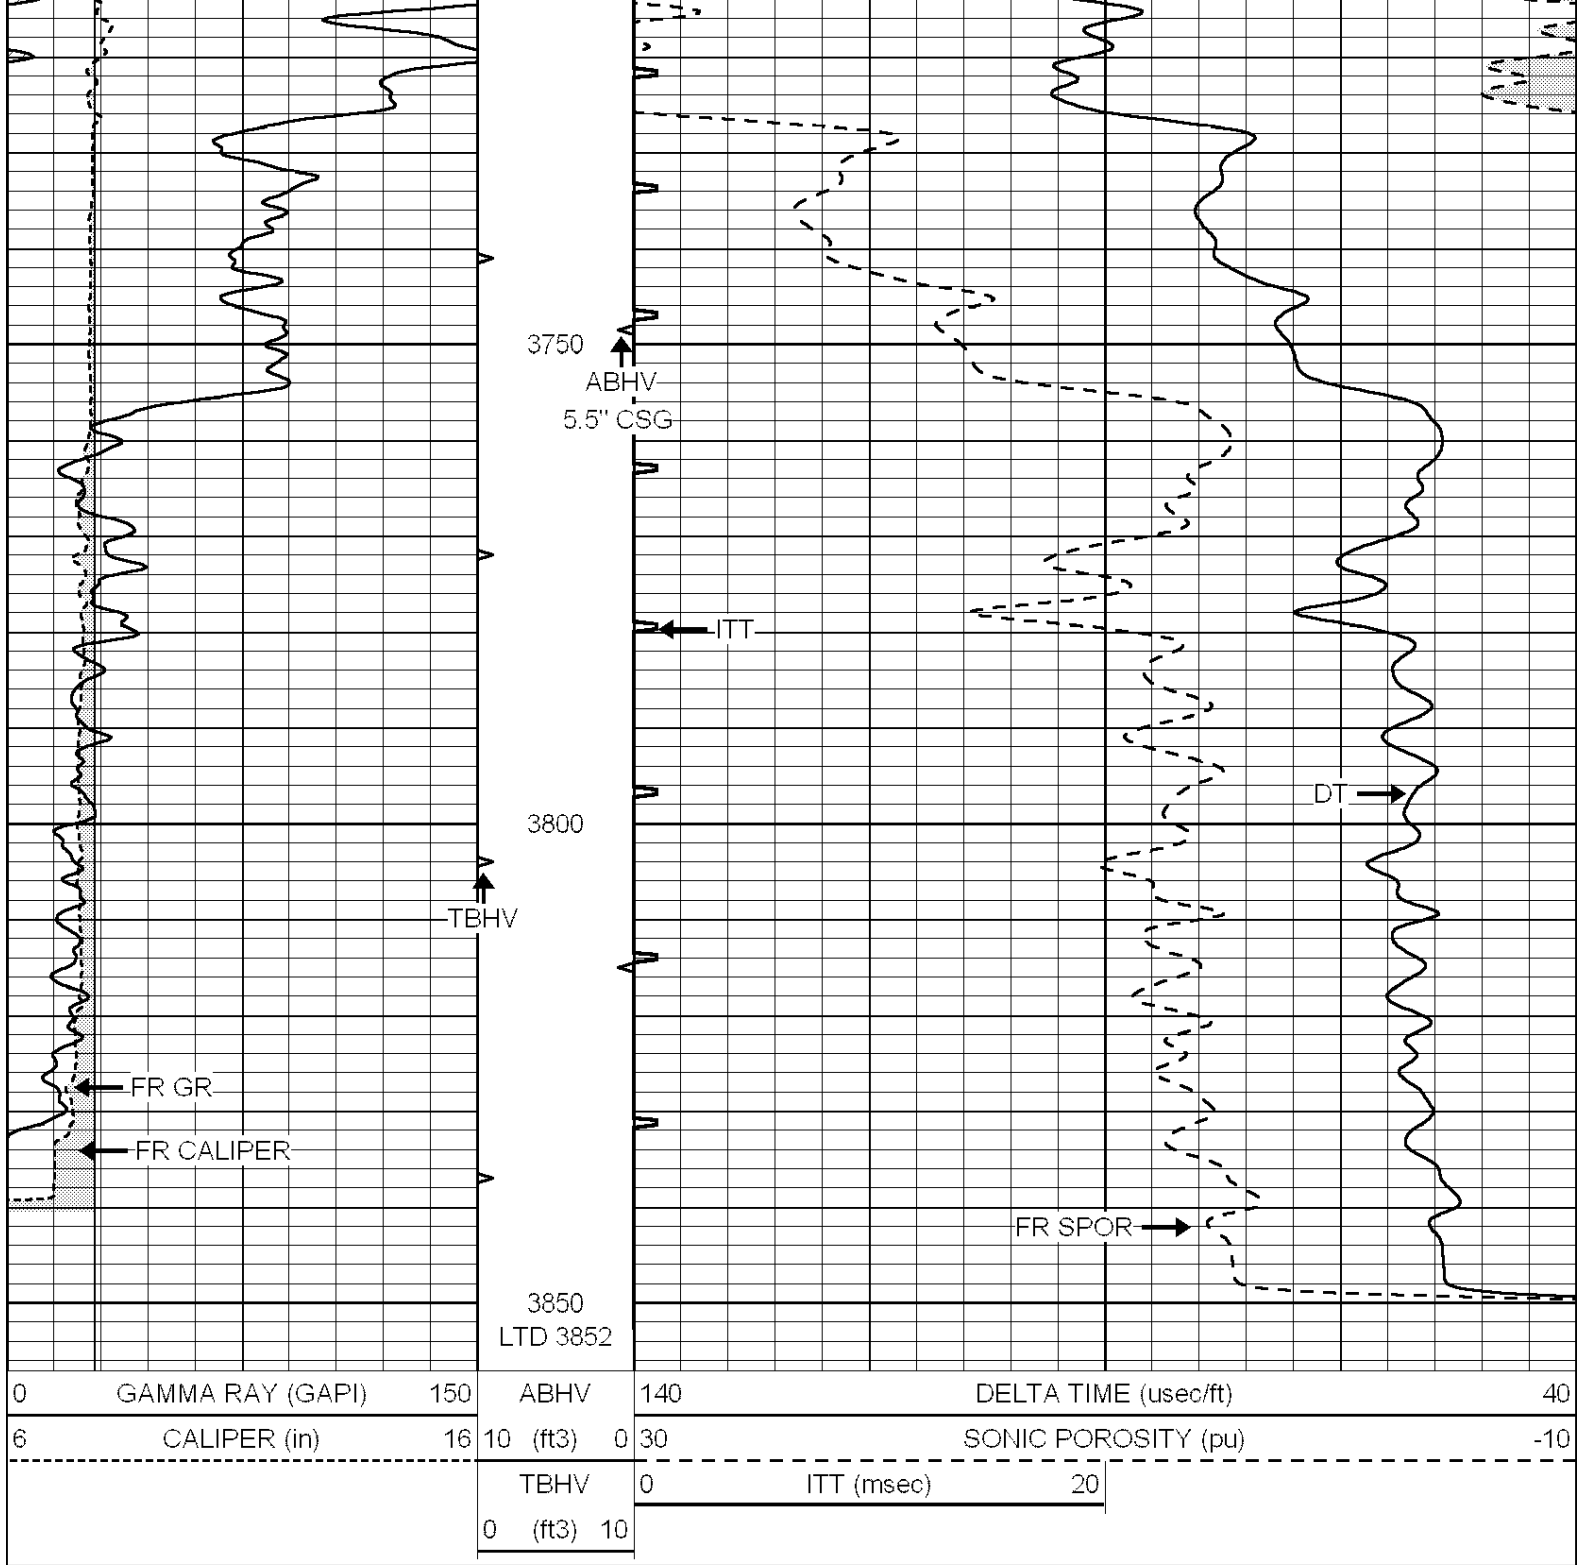 3750
ABHV
5.5" CSG
ITT
DT
3800
TBHV
FR GR
FR CALIPER
FR SPOR
3850
LTD 3852
0 GAMMA RAY (GAPI) 150 ABHV 140 DELTA TIME (usec/ft) 40
6 CALIPER (in) 16 10 (ft3) 0 30 SONIC POROSITY (pu) -10
TBHV 0 ITT (msec) 20
0 (ft3) 10